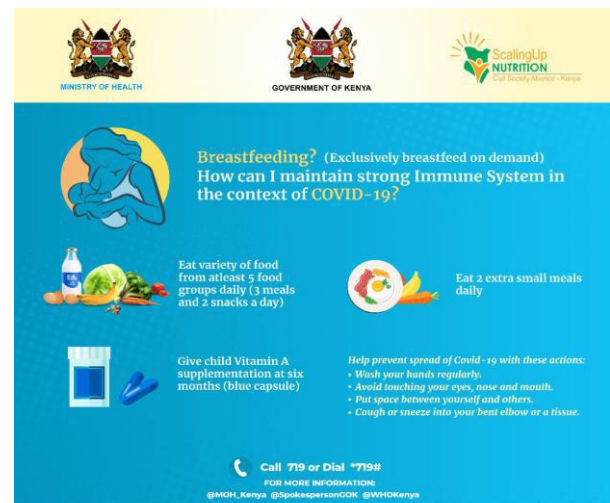 MINISTRY OF HEALTH
GOVERNMENT OF KENYA
ScalingUp
NUTRITION
Civil Society Alliance - Kenya
Breastfeeding? (Exclusively breastfeed on demand)
How can I maintain strong Immune System in
the context of COVID-19?
Eat variety of food
from atleast 5 food
groups daily (3 meals
and 2 snacks a day)
Eat 2 extra small meals
daily
Give child Vitamin A
supplementation at six
months (blue capsule)
Help prevent spread of Covid-19 with these actions:
• Wash your hands regularly.
• Avoid touching your eyes, nose and mouth.
• Put space between yourself and others.
• Cough or sneeze into your bent elbow or a tissue.
Call 719 or Dial *719#
FOR MORE INFORMATION:
@MOH_Kenya @SpokespersonGOK @WHOKenya